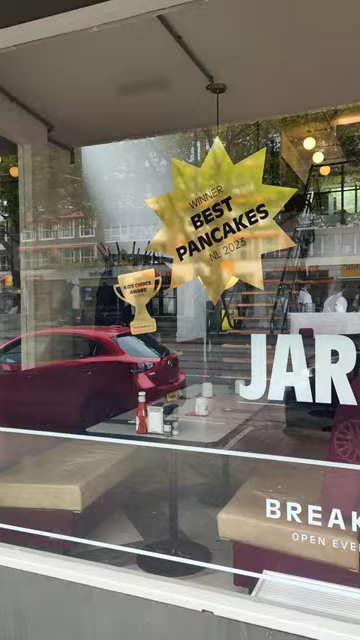 WINNER
BEST
PANCAKES
NL 2023
KIDS CHOICE
AWARD
JAR
BREAK
OPEN EVE